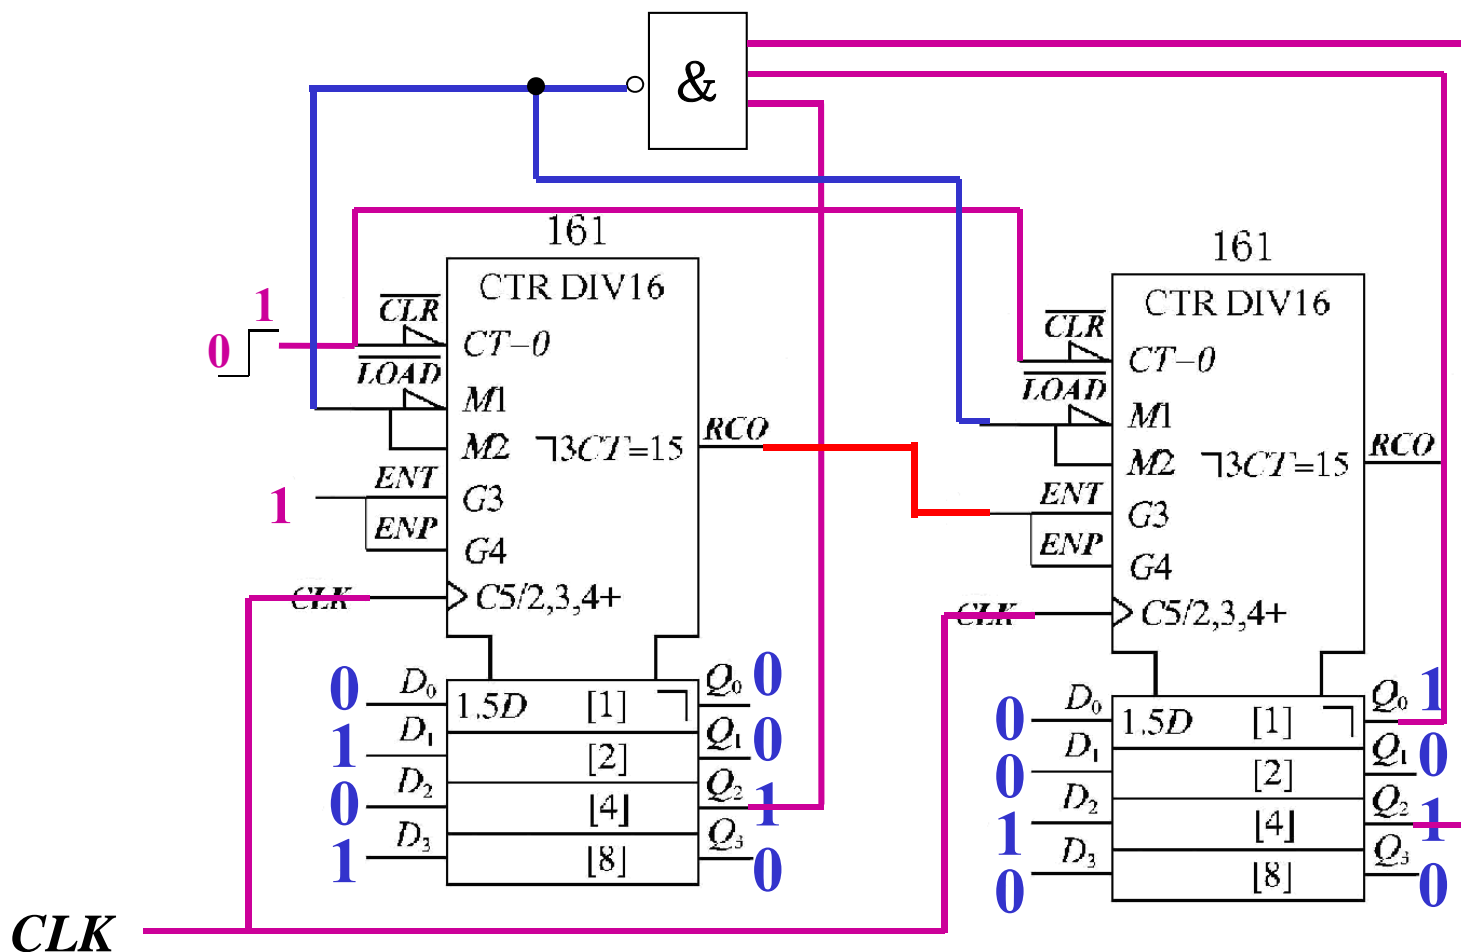 &
161
CTR DIV16
CLR
CT–0
LOAD
M1
M2
¬3CT=15
RCO
ENT
G3
ENP
G4
CLK
C5/2,3,4+
0
1
1
D₀
1.5D
[1]
Q₀
D₁
[2]
Q₁
D₂
[4]
Q₂
D₃
[8]
Q₃
0
1
0
1
0
0
1
0
161
CTR DIV16
CLR
CT–0
LOAD
M1
M2
¬3CT=15
RCO
ENT
G3
ENP
G4
CLK
C5/2,3,4+
D₀
1.5D
[1]
Q₀
D₁
[2]
Q₁
D₂
[4]
Q₂
D₃
[8]
Q₃
0
0
1
0
1
0
1
0
CLK